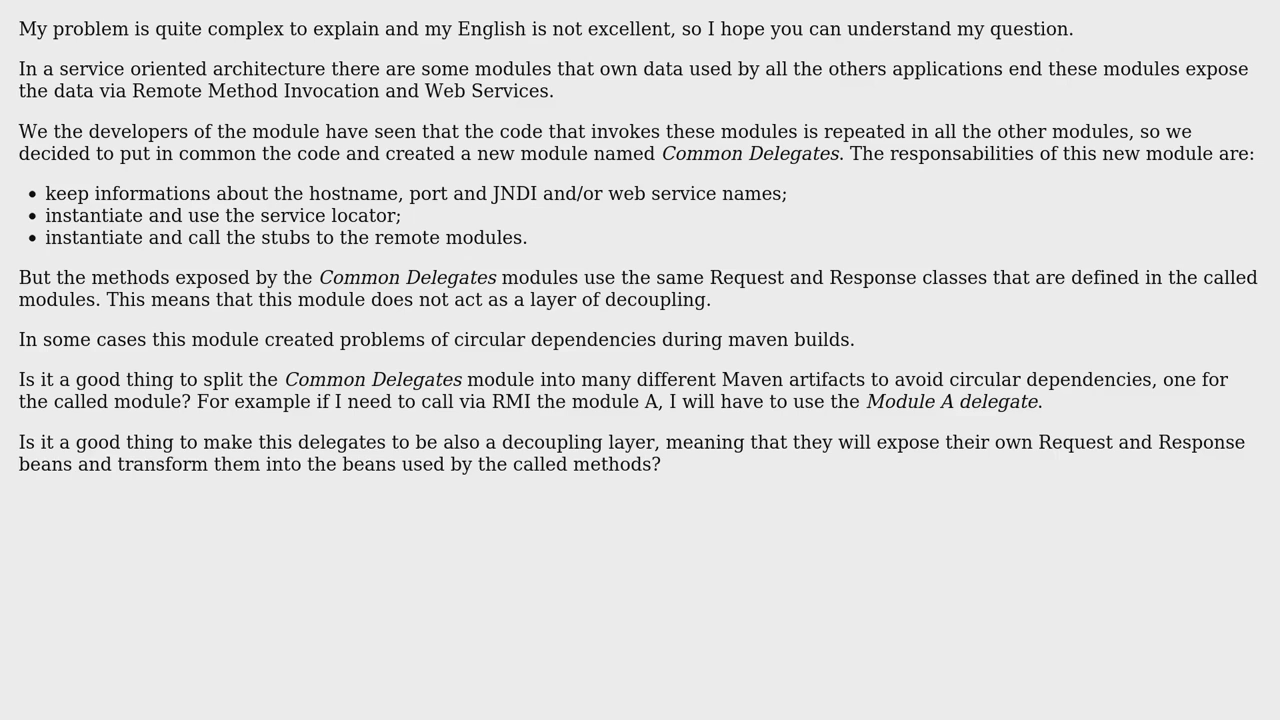 My problem is quite complex to explain and my English is not excellent, so I hope you can understand my question.
In a service oriented architecture there are some modules that own data used by all the others applications end these modules expose
the data via Remote Method Invocation and Web Services.
We the developers of the module have seen that the code that invokes these modules is repeated in all the other modules, so we
decided to put in common the code and created a new module named Common Delegates. The responsabilities of this new module are:
• keep informations about the hostname, port and JNDI and/or web service names;
• instantiate and use the service locator;
• instantiate and call the stubs to the remote modules.
But the methods exposed by the Common Delegates modules use the same Request and Response classes that are defined in the called
modules. This means that this module does not act as a layer of decoupling.
In some cases this module created problems of circular dependencies during maven builds.
Is it a good thing to split the Common Delegates module into many different Maven artifacts to avoid circular dependencies, one for
the called module? For example if I need to call via RMI the module A, I will have to use the Module A delegate.
Is it a good thing to make this delegates to be also a decoupling layer, meaning that they will expose their own Request and Response
beans and transform them into the beans used by the called methods?